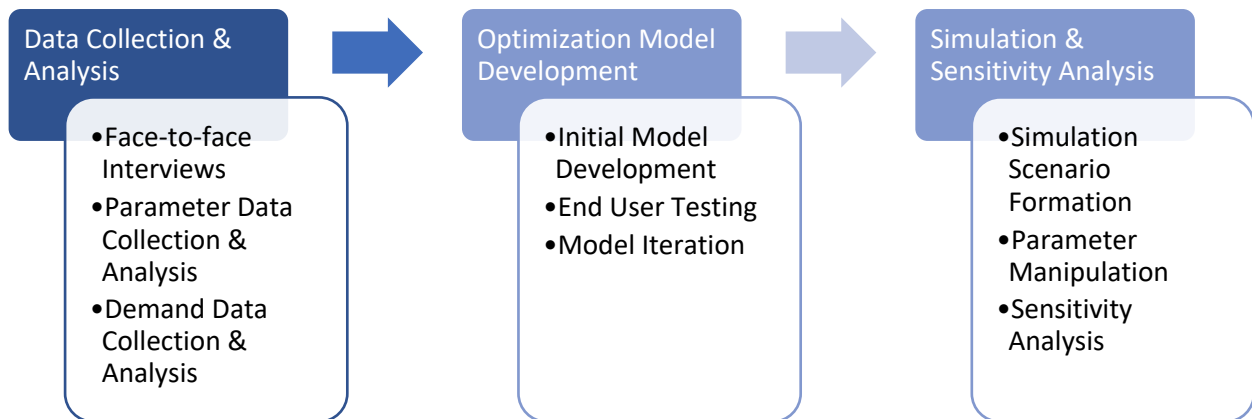 Data Collection &
Analysis
•Face-to-face
Interviews
•Parameter Data
Collection &
Analysis
•Demand Data
Collection &
Analysis
Optimization Model
Development
•Initial Model
Development
•End User Testing
•Model Iteration
Simulation &
Sensitivity Analysis
•Simulation
Scenario
Formation
•Parameter
Manipulation
•Sensitivity
Analysis